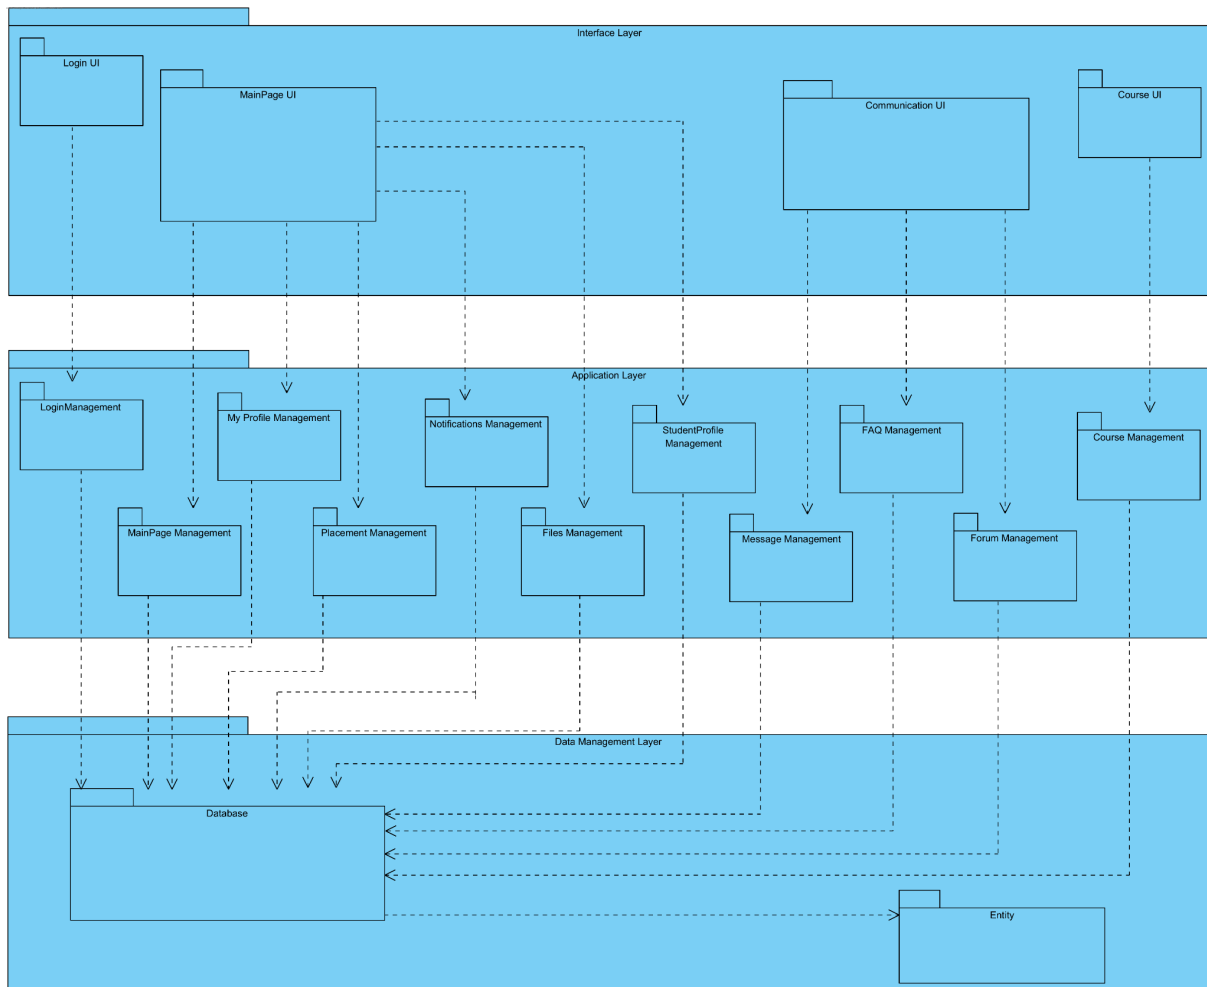 Interface Layer
Login UI
MainPage UI
Communication UI
Course UI
Application Layer
LoginManagement
My Profile Management
Notifications Management
StudentProfile
Management
FAQ Management
Course Management
MainPage Management
Placement Management
Files Management
Message Management
Forum Management
Data Management Layer
Database
Entity